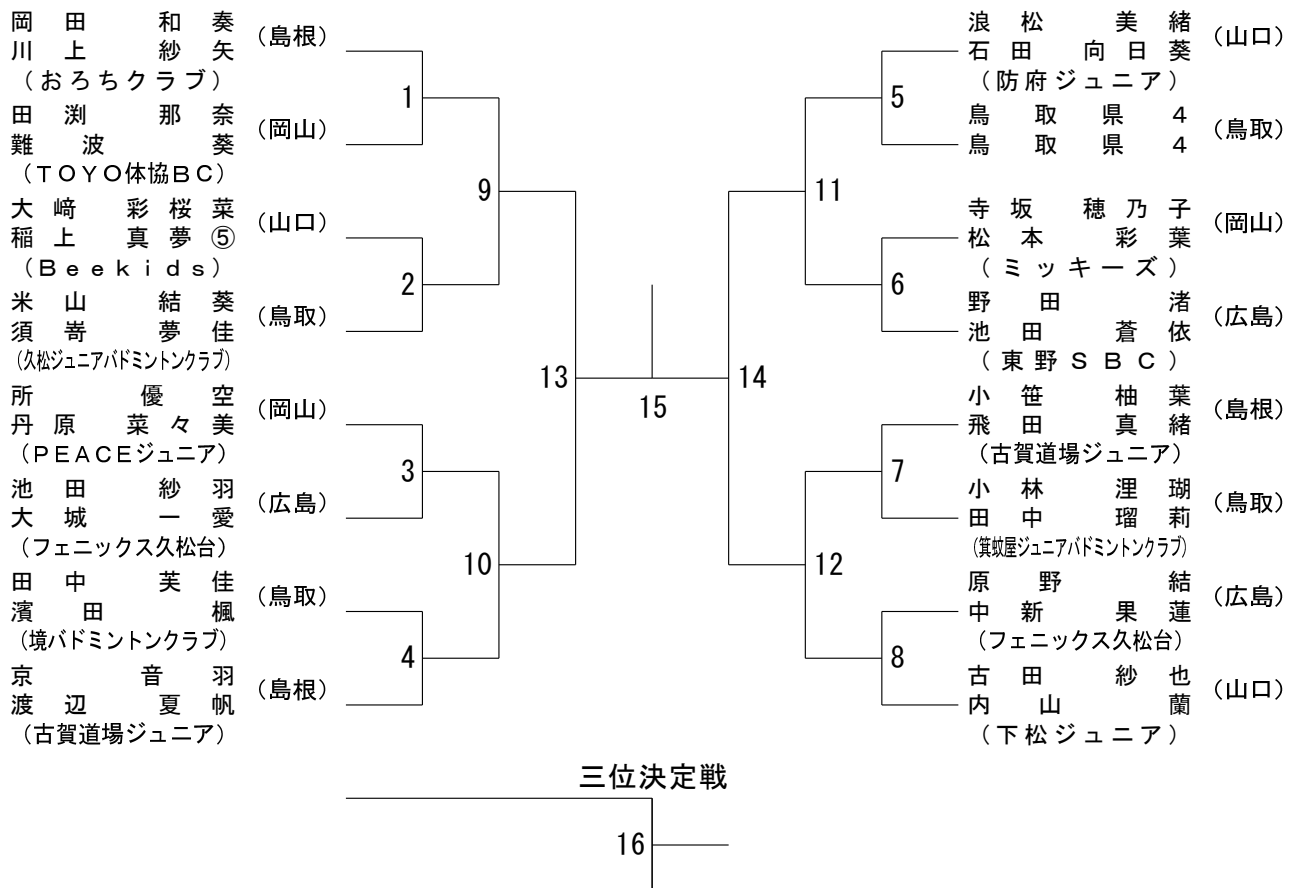 岡田 和奏 (島根)
川上 紗矢
(おろちクラブ)
1
田渕 那奈 (岡山)
難波 葵
(TOYO体協BC)
9
大﨑 彩桜菜 (山口)
稲上 真夢⑤
(Beekids)
2
米山 結葵 (鳥取)
須嵜 夢佳
(久松ジュニアバドミントンクラブ)
13
所 優空 (岡山)
丹原 菜々美
(PEACEジュニア)
3
池田 紗羽 (広島)
大城 一愛
(フェニックス久松台)
10
田中 芙佳 (鳥取)
濱田 楓
(境バドミントンクラブ)
4
京 音羽 (島根)
渡辺 夏帆
(古賀道場ジュニア)
15
浪松 美緒 (山口)
石田 向日葵
(防府ジュニア)
5
鳥取県4 (鳥取)
鳥取県4
11
寺坂 穂乃子 (岡山)
松本 彩葉
(ミッキーズ)
6
野田 渚 (広島)
池田 蒼依
(東野SBC)
14
小笹 柚葉 (島根)
飛田 真緒
(古賀道場ジュニア)
7
小林 浬瑚 (鳥取)
田中 瑠莉
(箕蚊屋ジュニアバドミントンクラブ)
12
原野 結 (広島)
中新 果蓮
(フェニックス久松台)
8
古田 紗也 (山口)
内山 蘭
(下松ジュニア)
三位決定戦
16